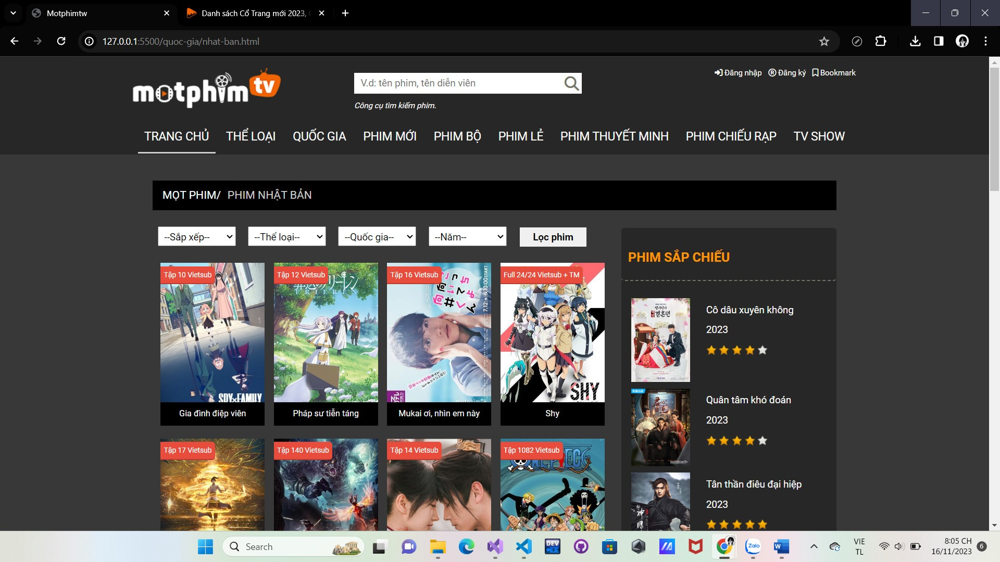 Motphimtw
Danh sách Cổ Trang mới 2023,
127.0.0.1:5500/quoc-gia/nhat-ban.html
motphim tv
V.d: tên phim, tên diễn viên
Công cụ tìm kiếm phim.
Đăng nhập Đăng ký Bookmark
TRANG CHỦ THỂ LOẠI QUỐC GIA PHIM MỚI PHIM BỘ PHIM LẺ PHIM THUYẾT MINH PHIM CHIẾU RẠP TV SHOW
MỌT PHIM/ PHIM NHẬT BẢN
--Sắp xếp-- --Thể loại-- --Quốc gia-- --Năm-- Lọc phim
Tập 10 Vietsub
SPY×FAMILY
Gia đình điệp viên
Tập 12 Vietsub
FRIEREN
Pháp sư tiễn táng
Tập 16 Vietsub
Mukai ơi, nhìn em này
Full 24/24 Vietsub + TM
SHY
Shy
Tập 17 Vietsub
Tập 140 Vietsub
Tập 14 Vietsub
Tập 1082 Vietsub
ONE PIECE
PHIM SẮP CHIẾU
Cô dâu xuyên không
2023
Quân tâm khó đoán
2023
Tân thần điêu đại hiệp
2023
Search
DEV C++
Zalo
W
VIE
TL
8:05 CH
16/11/2023
6